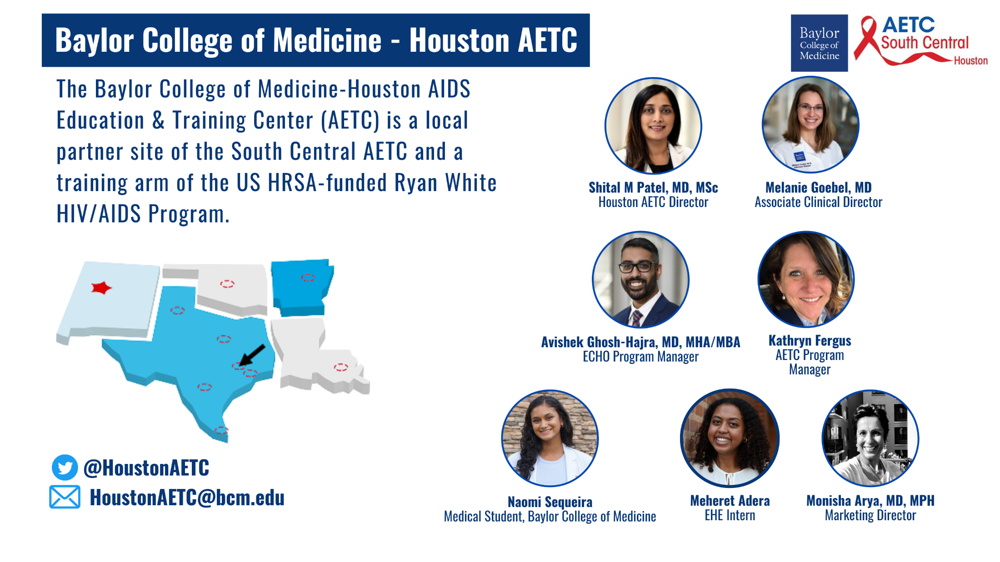 Baylor College of Medicine - Houston AETC
Baylor
College of
Medicine
AETC
South Central
Houston
The Baylor College of Medicine-Houston AIDS
Education & Training Center (AETC) is a local
partner site of the South Central AETC and a
training arm of the US HRSA-funded Ryan White
HIV/AIDS Program.
@HoustonAETC
HoustonAETC@bcm.edu
Shital M Patel, MD, MSc
Houston AETC Director
Melanie Goebel, MD
Associate Clinical Director
Avishek Ghosh-Hajra, MD, MHA/MBA
ECHO Program Manager
Kathryn Fergus
AETC Program
Manager
Naomi Sequeira
Medical Student, Baylor College of Medicine
Meheret Adera
EHE Intern
Monisha Arya, MD, MPH
Marketing Director